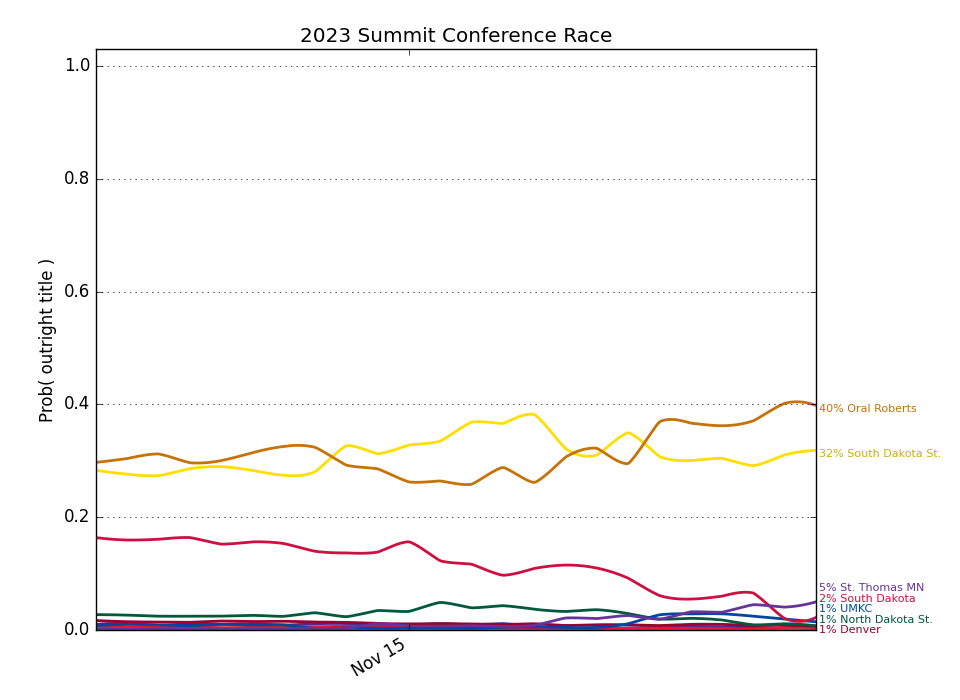 2023 Summit Conference Race
Prob( outright title )
1.0
0.8
0.6
0.4
0.2
0.0
Nov 15
40% Oral Roberts
32% South Dakota St.
5% St. Thomas MN
2% South Dakota
1% UMKC
1% North Dakota St.
1% Denver